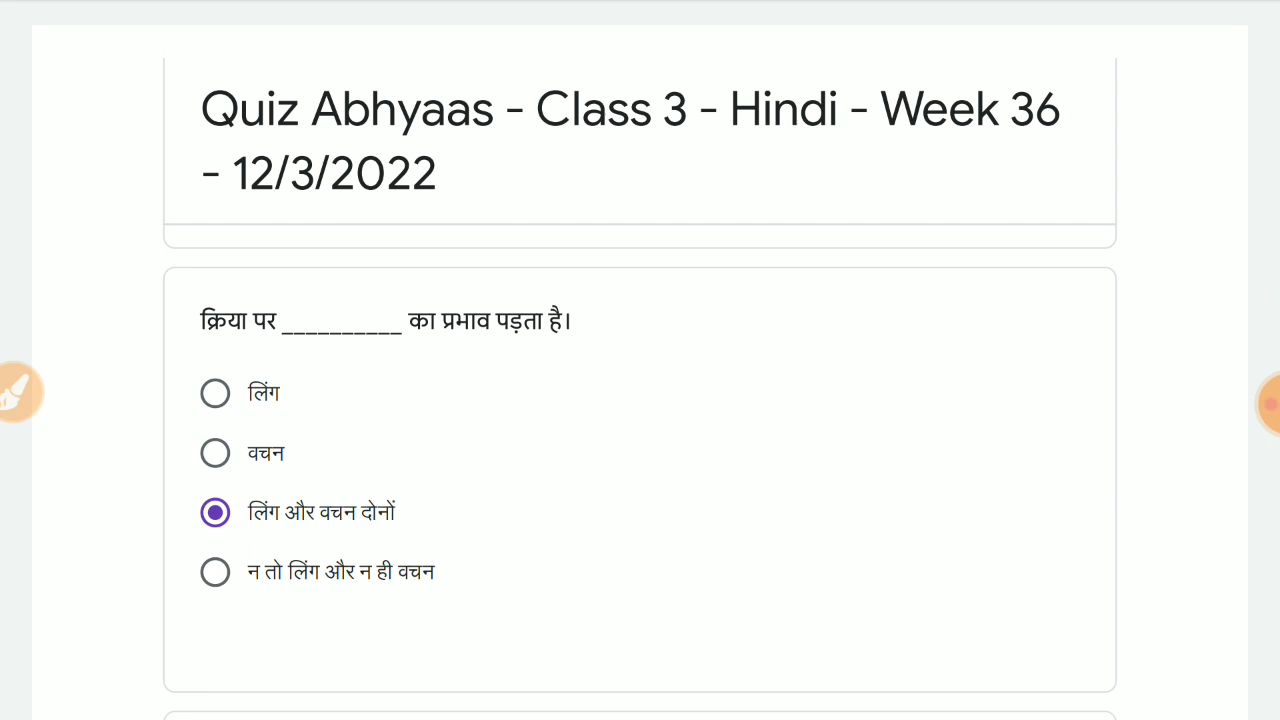 Quiz Abhyaas - Class 3 - Hindi - Week 36
- 12/3/2022
क्रिया पर __________ का प्रभाव पड़ता है।
लिंग
वचन
लिंग और वचन दोनों
न तो लिंग और न ही वचन